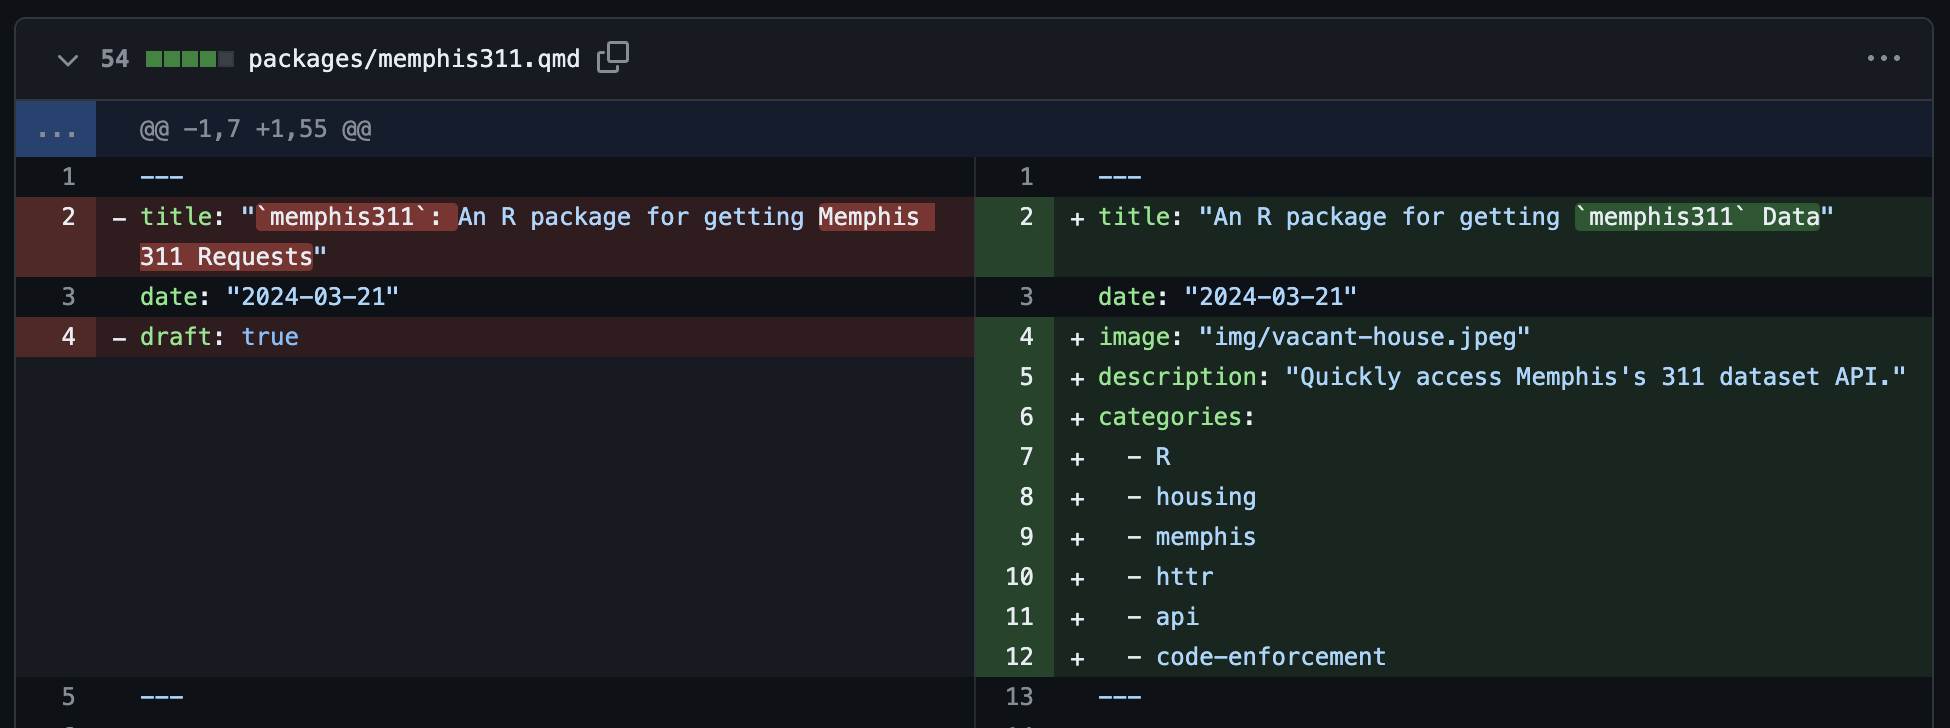 54 packages/memphis311.qmd
... @@ -1,7 +1,55 @@
1 ---
2 - title: "`memphis311`: An R package for getting Memphis
311 Requests"
3 date: "2024-03-21"
4 - draft: true
5 ---
1 ---
2 + title: "An R package for getting `memphis311` Data"
3 date: "2024-03-21"
4 + image: "img/vacant-house.jpeg"
5 + description: "Quickly access Memphis's 311 dataset API."
6 + categories:
7 + - R
8 + - housing
9 + - memphis
10 + - httr
11 + - api
12 + - code-enforcement
13 ---